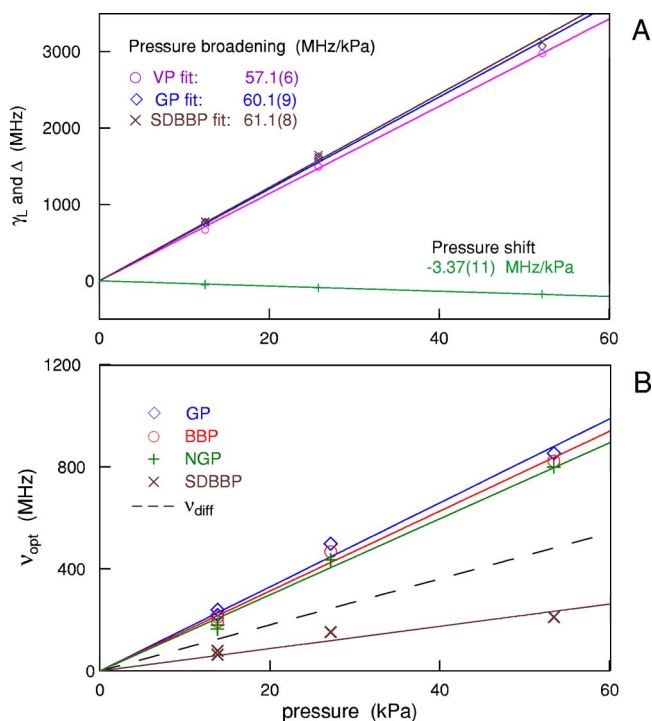 A
3000
2000
1000
0
γL and Δ (MHz)
Pressure broadening (MHz/kPa)
VP fit: 57.1(6)
GP fit: 60.1(9)
SDBBP fit: 61.1(8)
Pressure shift
-3.37(11) MHz/kPa
0 20 40 60
B
1200
800
400
0
νopt (MHz)
GP
BBP
NGP
SDBBP
νdiff
0 20 40 60
pressure (kPa)